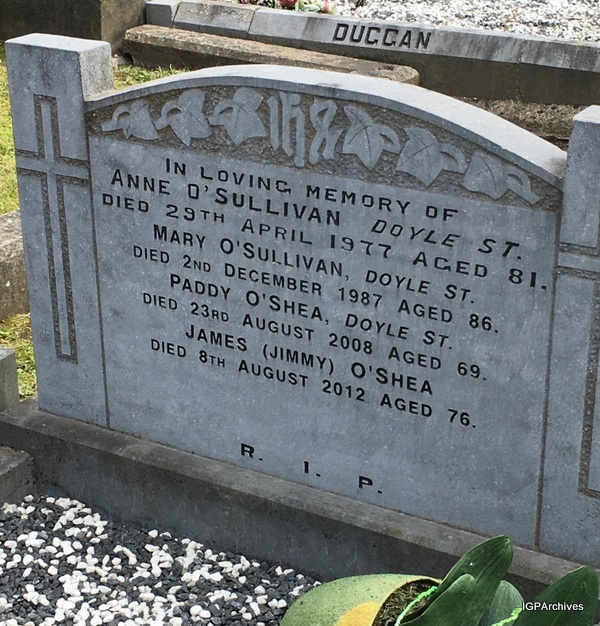 DUGGAN
IHS
IN LOVING MEMORY OF
ANNE O'SULLIVAN DOYLE ST.
DIED 29TH APRIL 1977 AGED 81.
MARY O'SULLIVAN, DOYLE ST.
DIED 2ND DECEMBER 1987 AGED 86.
PADDY O'SHEA, DOYLE ST.
DIED 23RD AUGUST 2008 AGED 69.
JAMES (JIMMY) O'SHEA
DIED 8TH AUGUST 2012 AGED 76.
R. I. P.
IGPArchives